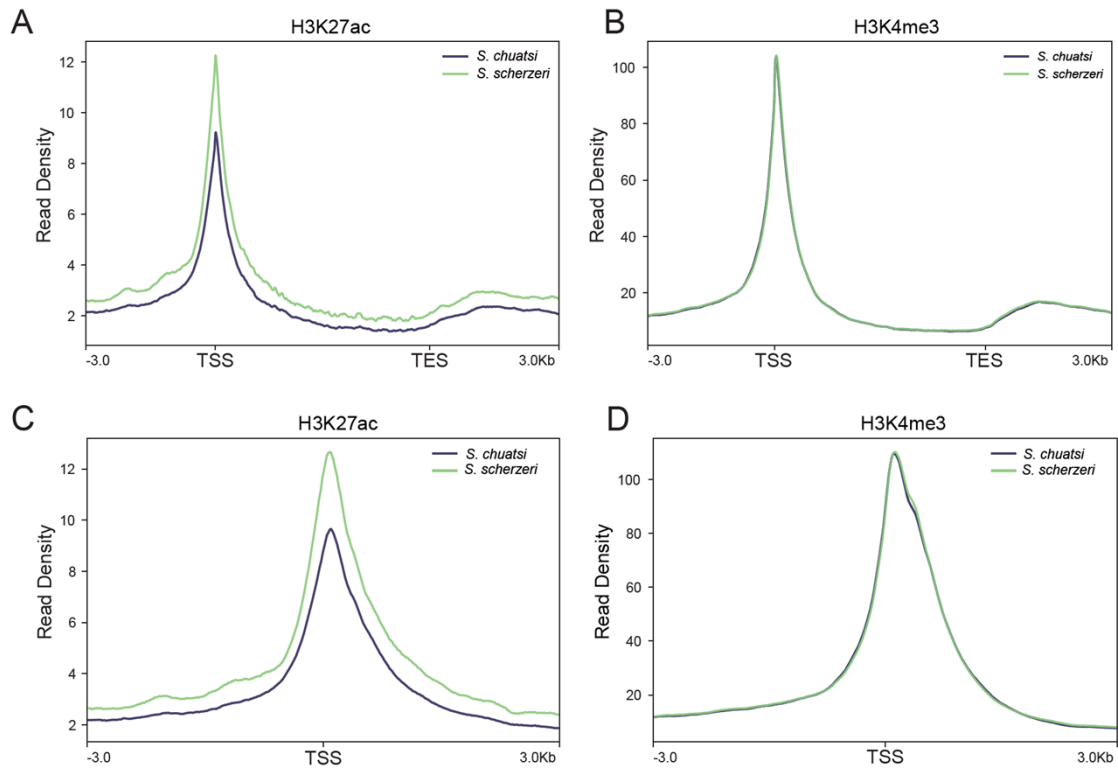 A
H3K27ac
S. chuatsi
S. scherzeri
Read Density
12
10
8
6
4
2
-3.0
TSS
TES
3.0Kb
B
H3K4me3
S. chuatsi
S. scherzeri
Read Density
100
80
60
40
20
-3.0
TSS
TES
3.0Kb
C
H3K27ac
S. chuatsi
S. scherzeri
Read Density
12
10
8
6
4
2
-3.0
TSS
3.0Kb
D
H3K4me3
S. chuatsi
S. scherzeri
Read Density
100
80
60
40
20
-3.0
TSS
3.0Kb